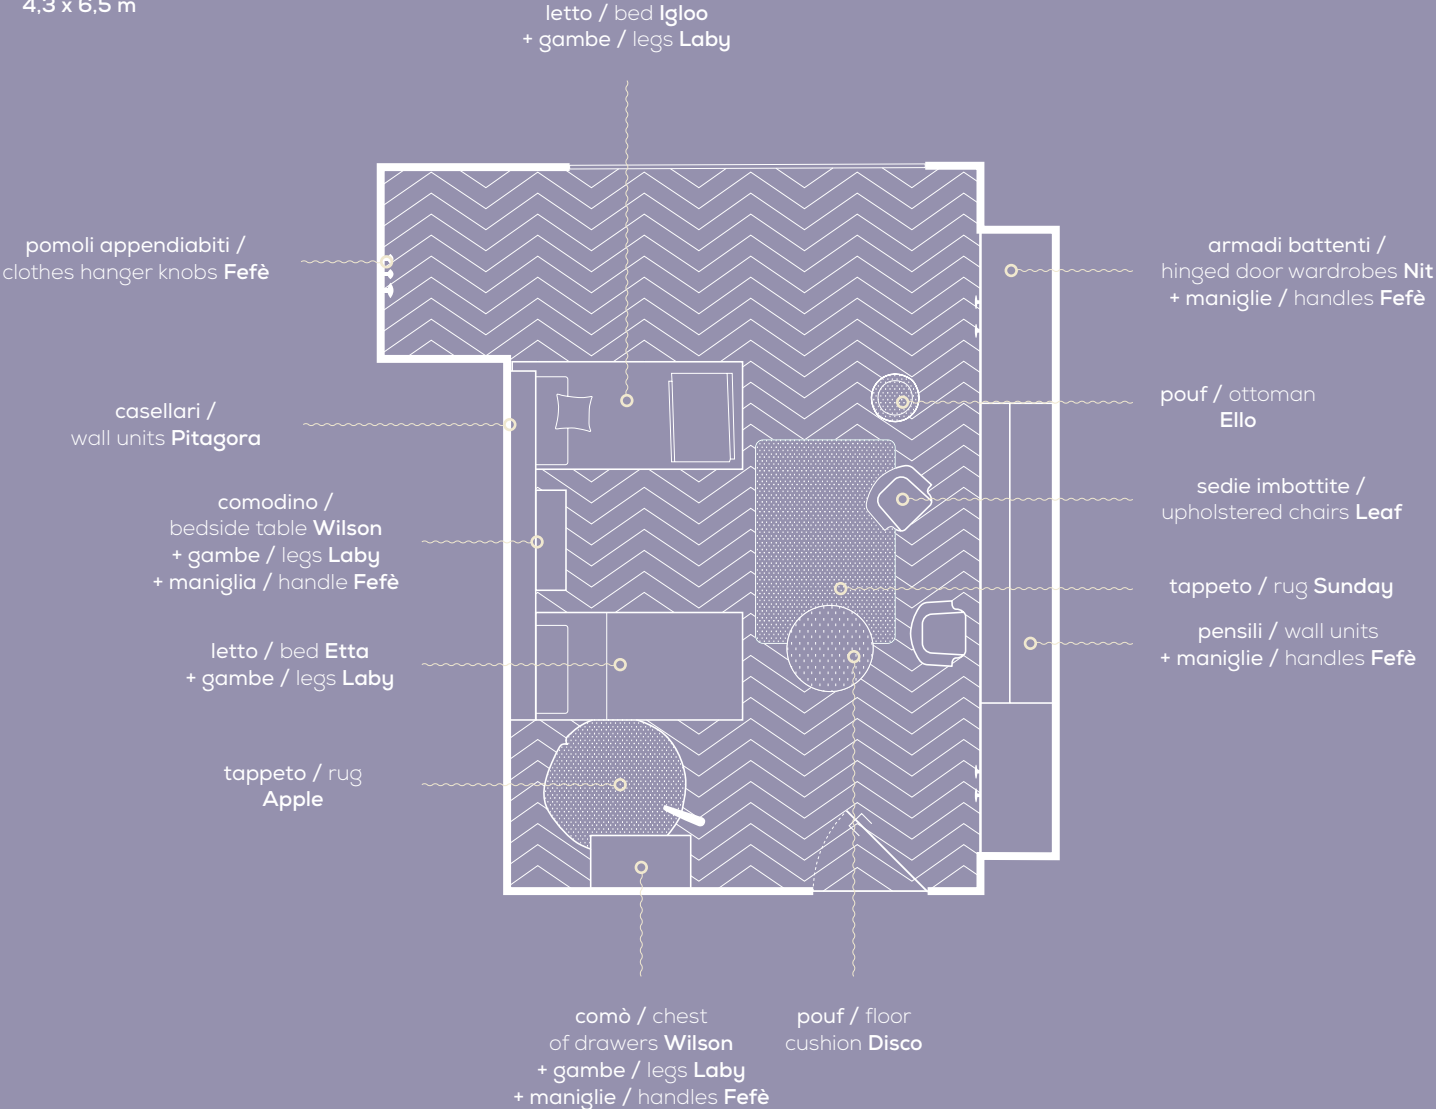 4,3 x 6,5 m
letto / bed Igloo
+ gambe / legs Laby
pomoli appendiabiti /
clothes hanger knobs Fefè
armadi battenti /
hinged door wardrobes Nit
+ maniglie / handles Fefè
casellari /
wall units Pitagora
pouf / ottoman
Ello
comodino /
bedside table Wilson
+ gambe / legs Laby
+ maniglia / handle Fefè
sedie imbottite /
upholstered chairs Leaf
tappeto / rug Sunday
letto / bed Etta
+ gambe / legs Laby
pensili / wall units
+ maniglie / handles Fefè
tappeto / rug
Apple
comò / chest
of drawers Wilson
+ gambe / legs Laby
+ maniglie / handles Fefè
pouf / floor
cushion Disco